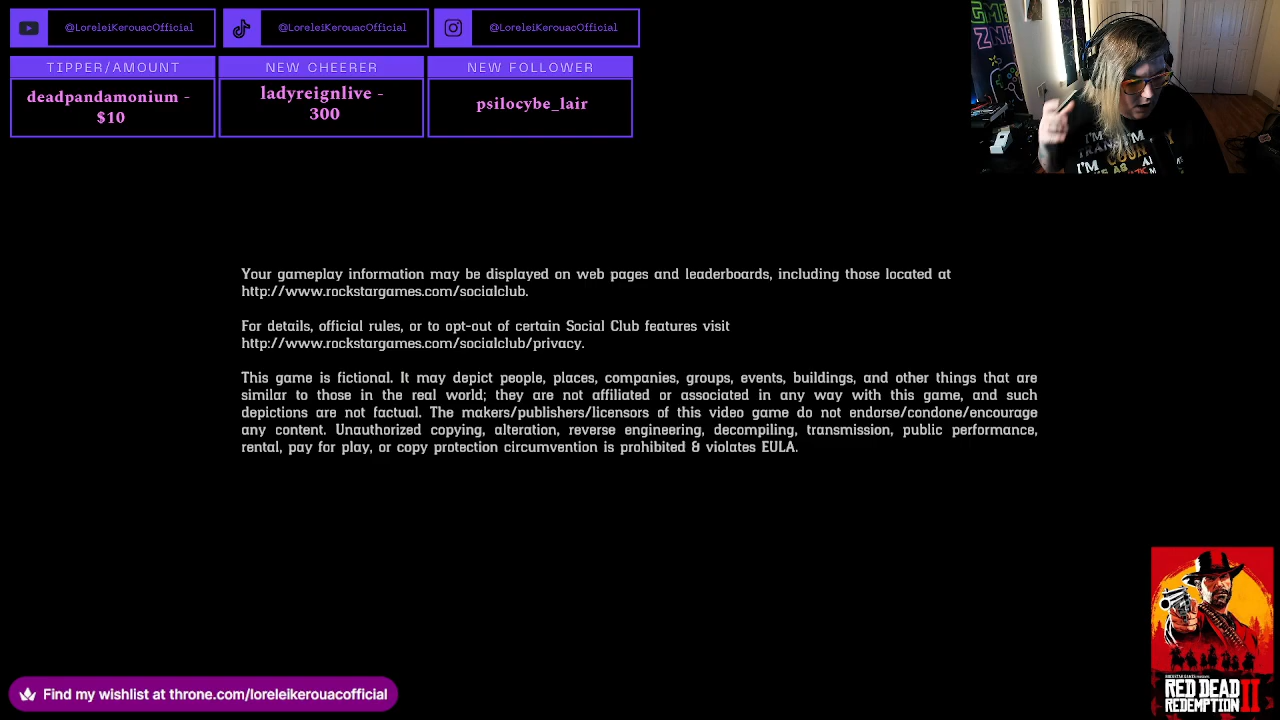 @LoreleiKerouacOfficial
@LoreleiKerouacOfficial
@LoreleiKerouacOfficial
TIPPER/AMOUNT
NEW CHEERER
NEW FOLLOWER
deadpandamonium -
$10
ladyreignlive -
300
psilocybe_lair
I'M
I'M COUNTRY
I'M
Your gameplay information may be displayed on web pages and leaderboards, including those located at
http://www.rockstargames.com/socialclub.
For details, official rules, or to opt-out of certain Social Club features visit
http://www.rockstargames.com/socialclub/privacy.
This game is fictional. It may depict people, places, companies, groups, events, buildings, and other things that are
similar to those in the real world; they are not affiliated or associated in any way with this game, and such
depictions are not factual. The makers/publishers/licensors of this video game do not endorse/condone/encourage
any content. Unauthorized copying, alteration, reverse engineering, decompiling, transmission, public performance,
rental, pay for play, or copy protection circumvention is prohibited & violates EULA.
RED DEAD
REDEMPTION II
Find my wishlist at throne.com/loreleikerouacofficial